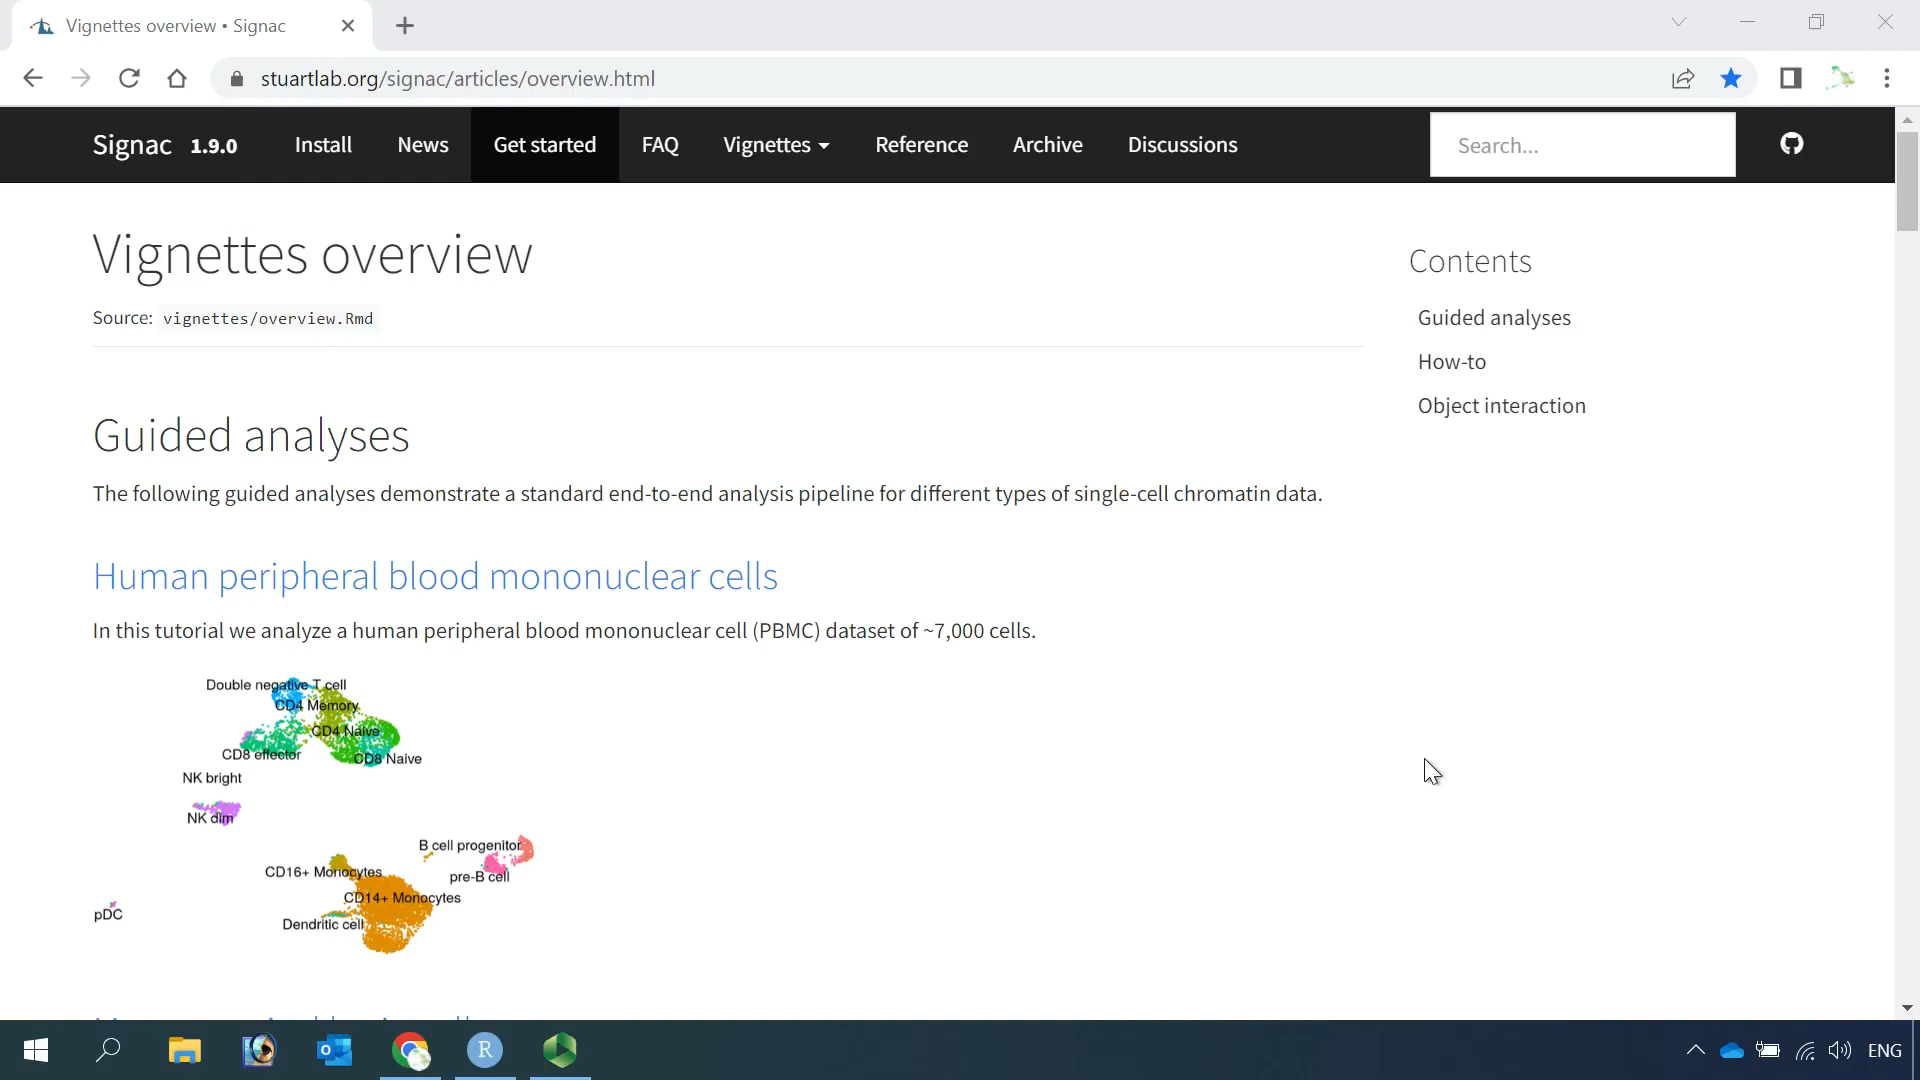 Vignettes overview • Signac
stuartlab.org/signac/articles/overview.html
Signac 1.9.0 Install News Get started FAQ Vignettes Reference Archive Discussions Search...
Vignettes overview
Source: vignettes/overview.Rmd
Contents
Guided analyses
How-to
Object interaction
Guided analyses
The following guided analyses demonstrate a standard end-to-end analysis pipeline for different types of single-cell chromatin data.
Human peripheral blood mononuclear cells
In this tutorial we analyze a human peripheral blood mononuclear cell (PBMC) dataset of ~7,000 cells.
Double negative T cell
CD4 Memory
CD4 Naive
CD8 effector
CD8 Naive
NK bright
NK dim
B cell progenitor
CD16+ Monocytes
pre-B cell
CD14+ Monocytes
pDC
Dendritic cell
R
ENG